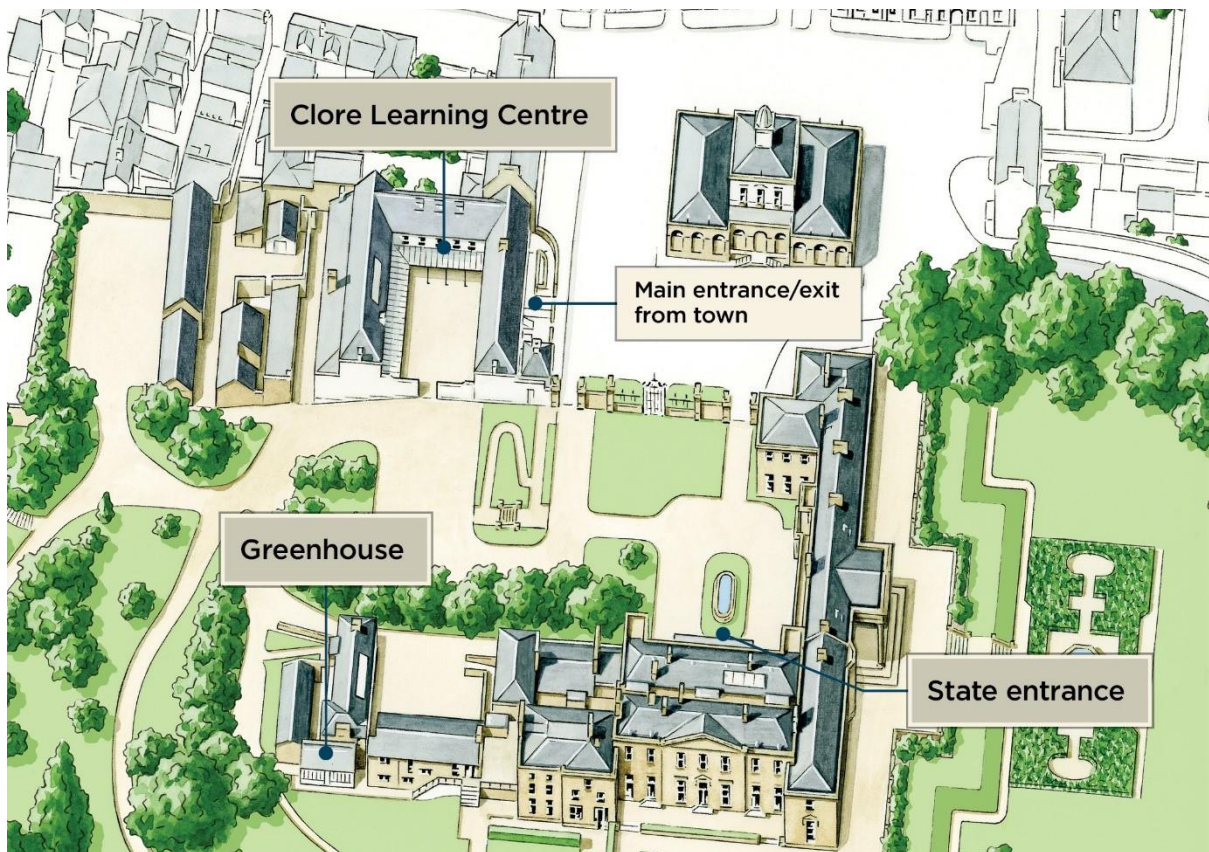 Clore Learning Centre
Main entrance/exit
from town
Greenhouse
State entrance